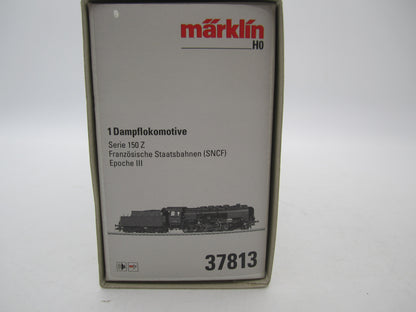 märklin
H0
1 Dampflokomotive
Serie 150 Z
Französische Staatsbahnen (SNCF)
Epoche III
37813